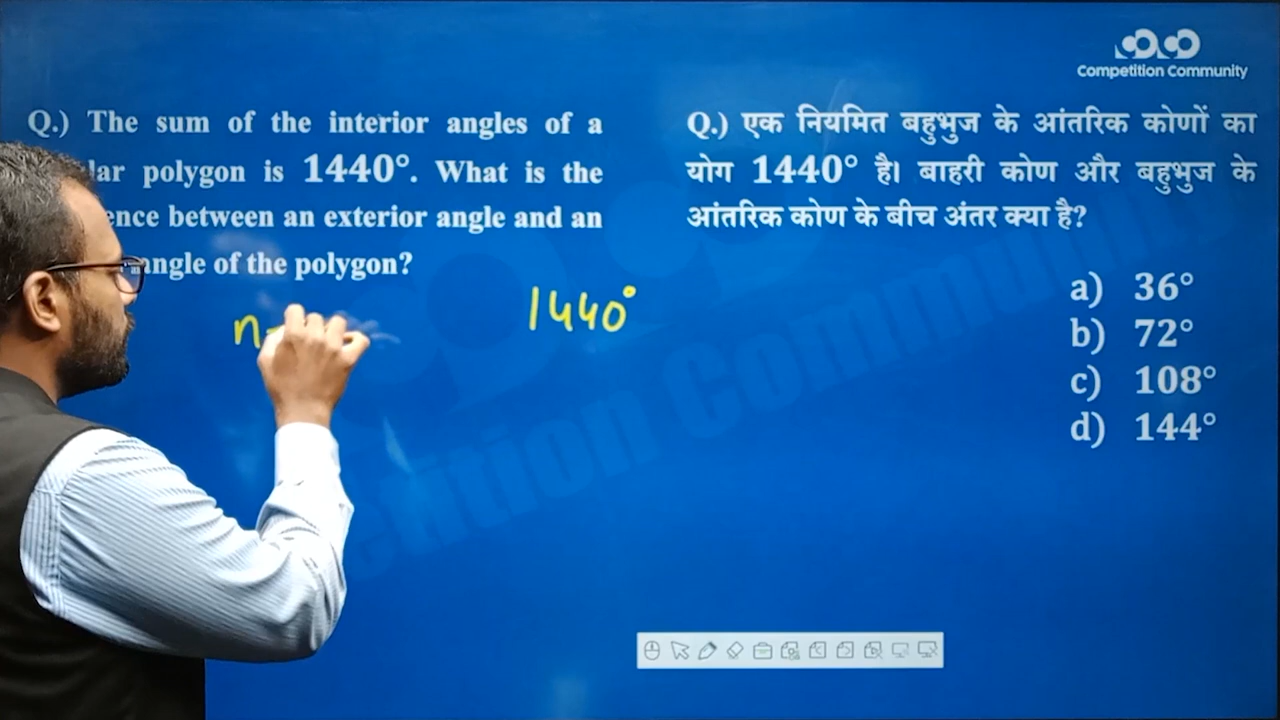 Competition Community
Q.) The sum of the interior angles of a
lar polygon is 1440°. What is the
ence between an exterior angle and an
angle of the polygon?
Q.) एक नियमित बहुभुज के आंतरिक कोणों का
योग 1440° है। बाहरी कोण और बहुभुज के
आंतरिक कोण के बीच अंतर क्या है?
n-
1440°
a) 36°
b) 72°
c) 108°
d) 144°